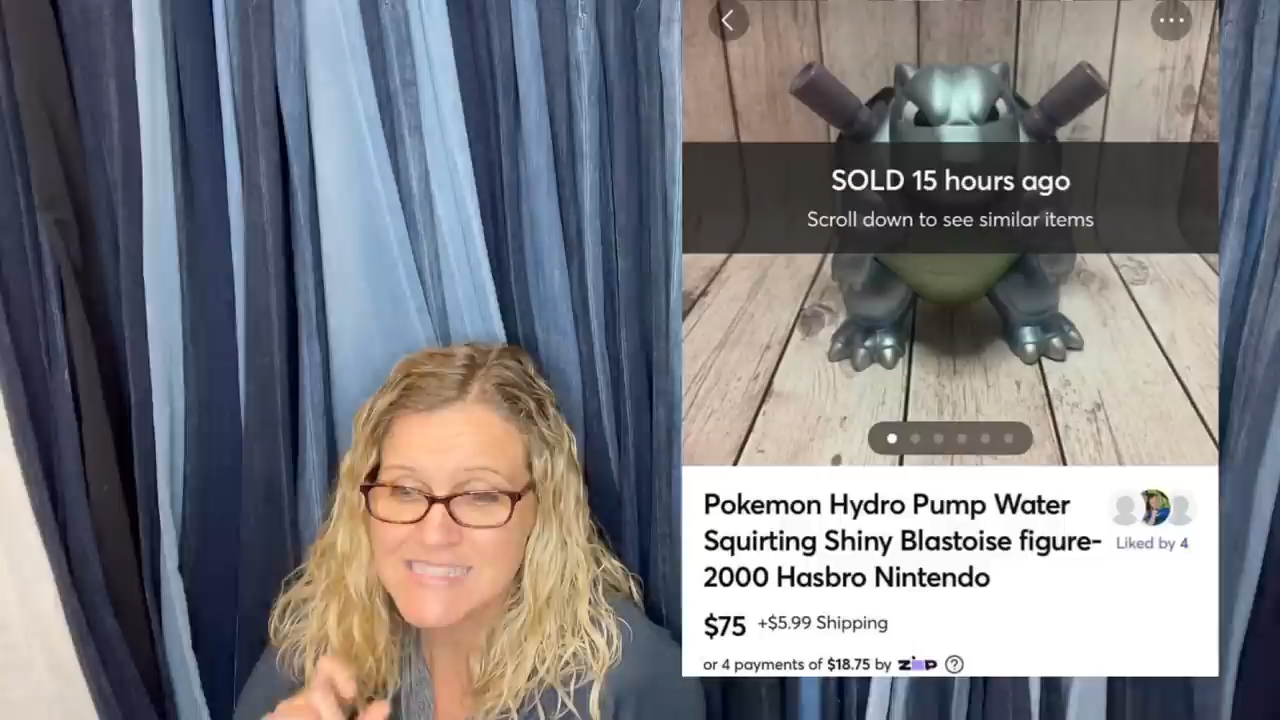 SOLD 15 hours ago
Scroll down to see similar items
Pokemon Hydro Pump Water
Squirting Shiny Blastoise figure-
2000 Hasbro Nintendo
Liked by 4
$75 +$5.99 Shipping
or 4 payments of $18.75 by ZIP ?